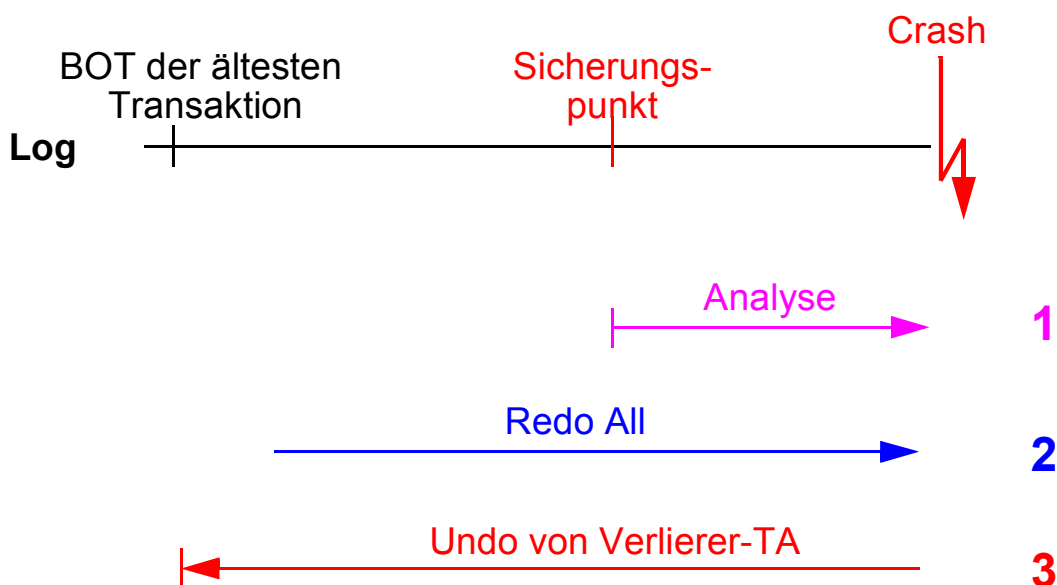 Crash
BOT der ältesten
Transaktion
Sicherungs-
punkt
Log
Analyse
1
Redo All
2
Undo von Verlierer-TA
3